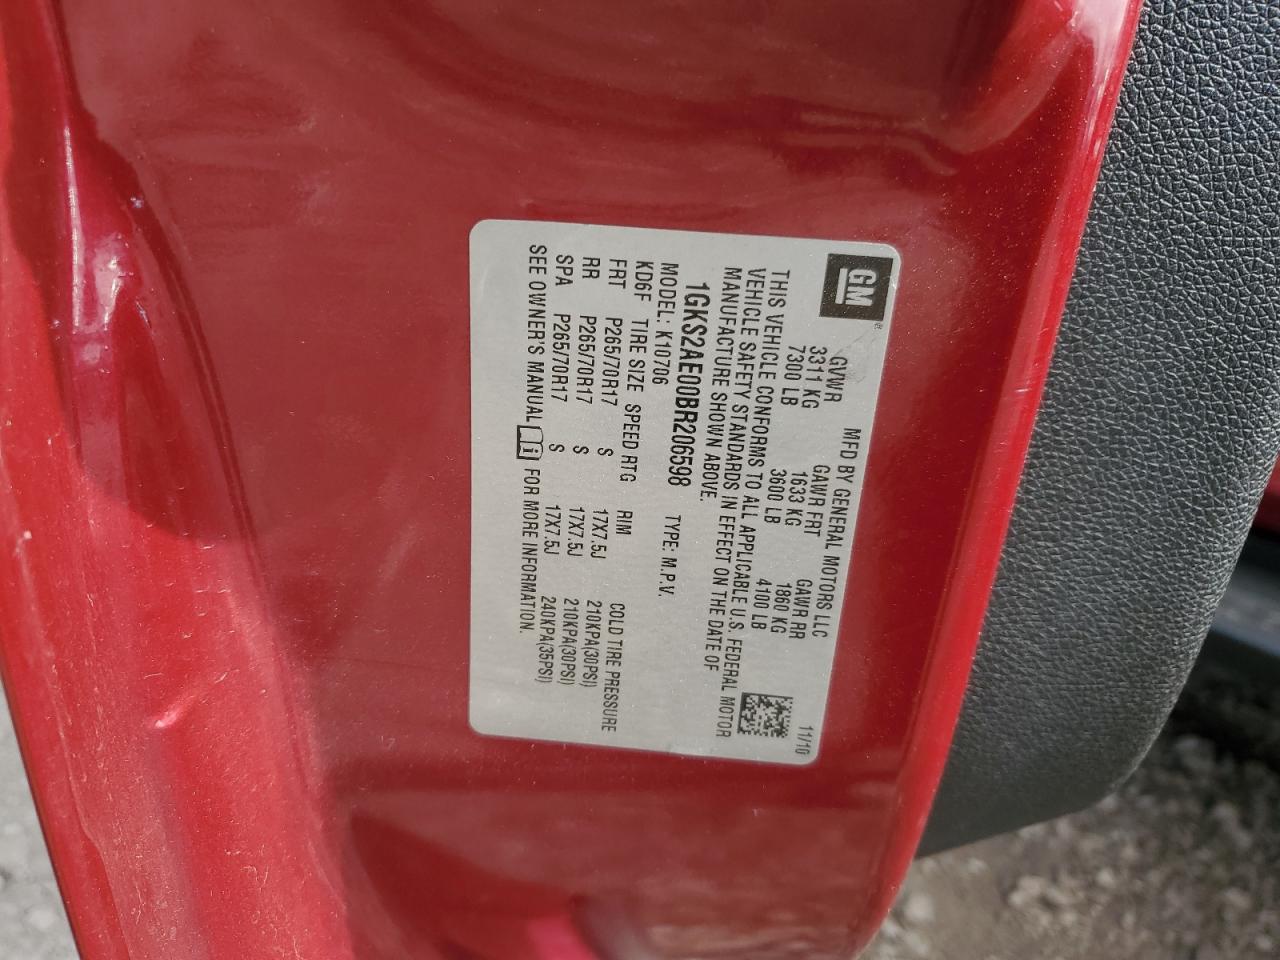 GM®
MFD BY GENERAL MOTORS LLC
11/10
GVWR GAWR FRT GAWR RR
3311 KG 1633 KG 1860 KG
7300 LB 3600 LB 4100 LB
THIS VEHICLE CONFORMS TO ALL APPLICABLE U.S. FEDERAL MOTOR
VEHICLE SAFETY STANDARDS IN EFFECT ON THE DATE OF
MANUFACTURE SHOWN ABOVE.
1GKS2AE00BR206598 TYPE: M.P.V.
MODEL: K10706
KD6F TIRE SIZE SPEED RTG RIM COLD TIRE PRESSURE
FRT P265/70R17 S 17X7.5J 210KPA(30PSI)
RR P265/70R17 S 17X7.5J 210KPA(30PSI)
SPA P265/70R17 S 17X7.5J 240KPA(35PSI)
SEE OWNER'S MANUAL i FOR MORE INFORMATION.